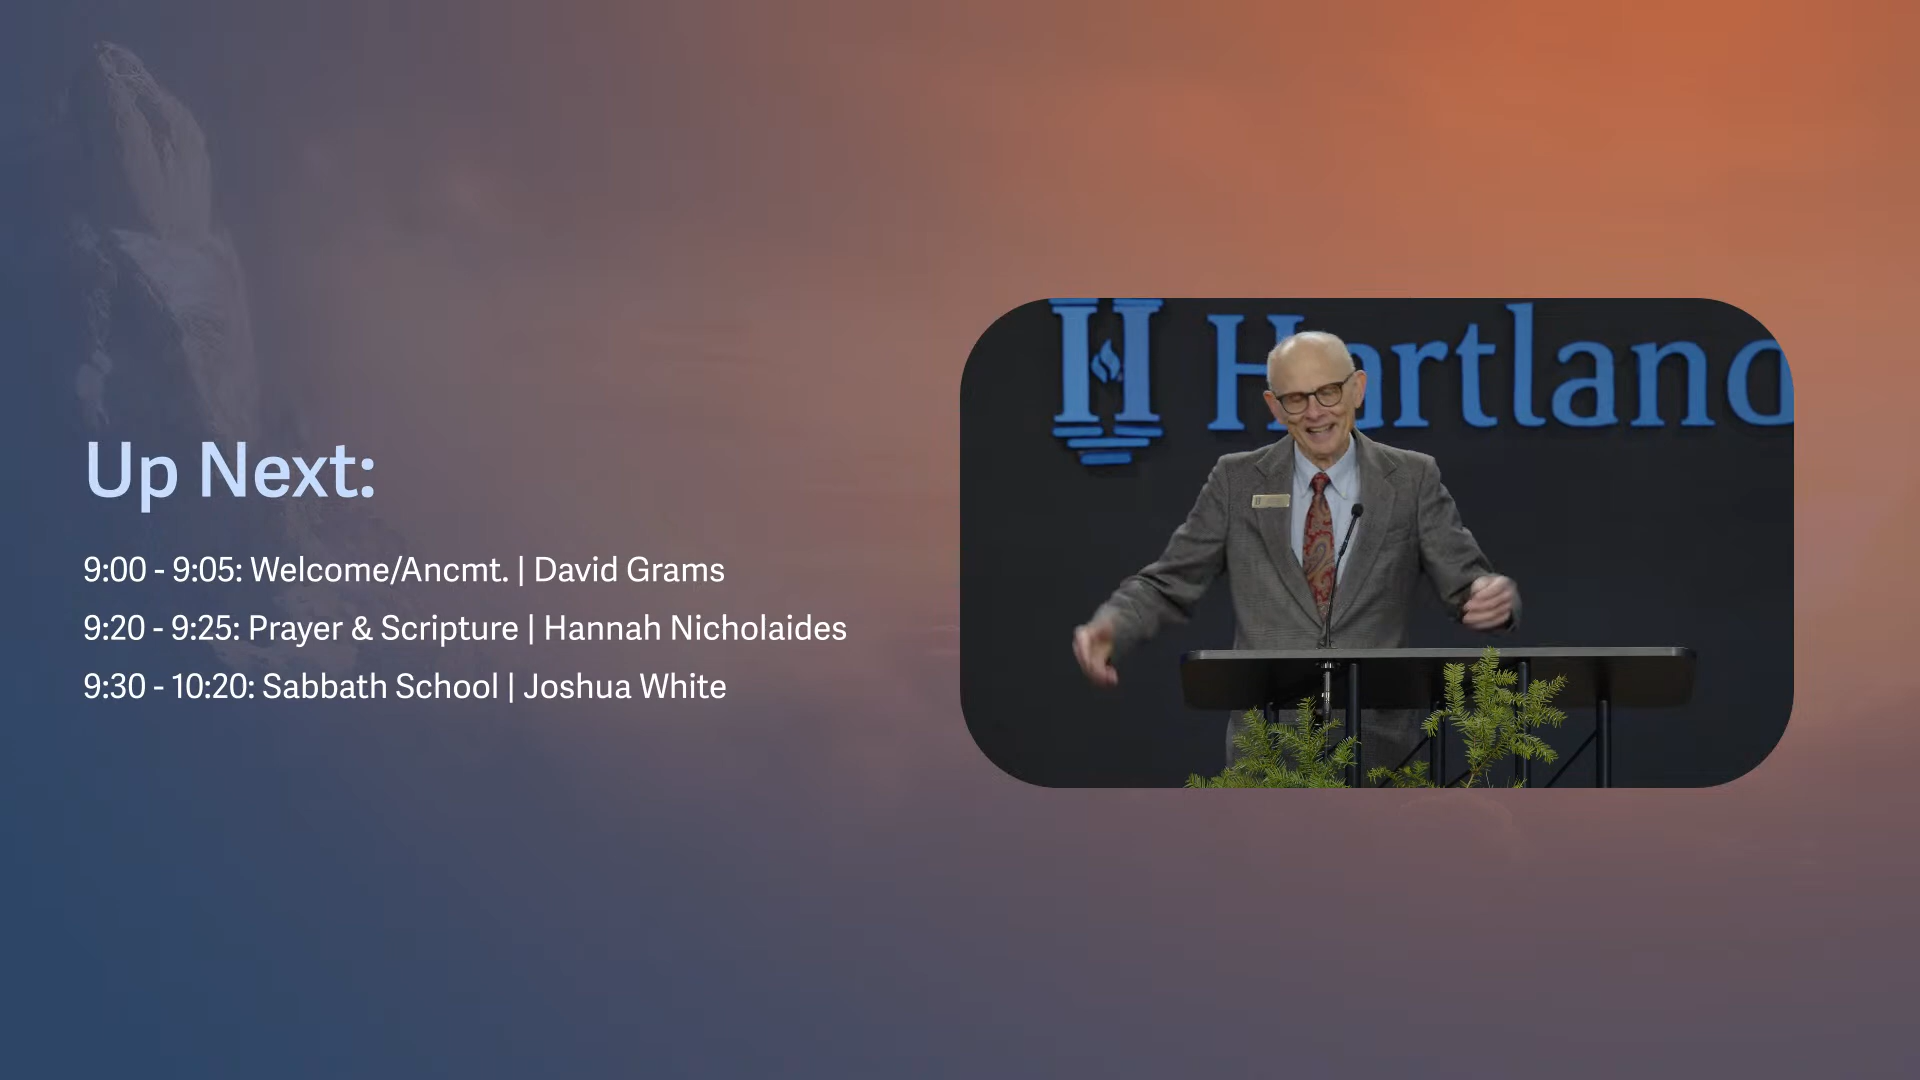 Up Next:
9:00 - 9:05: Welcome/Ancmt. | David Grams
9:20 - 9:25: Prayer & Scripture | Hannah Nicholaides
9:30 - 10:20: Sabbath School | Joshua White
Hartland